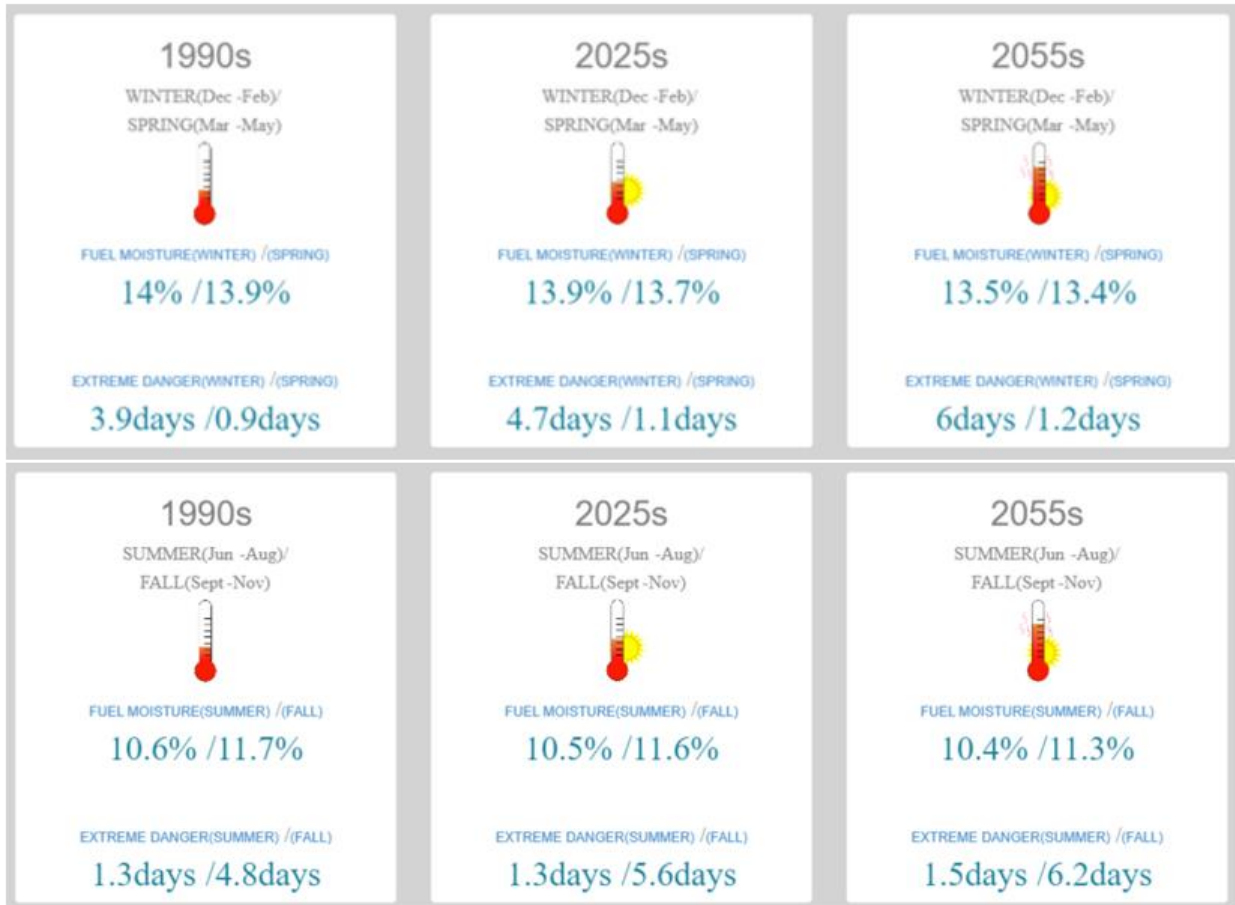 1990s
WINTER(Dec -Feb)/
SPRING(Mar -May)
FUEL MOISTURE(WINTER) /(SPRING)
14% /13.9%
EXTREME DANGER(WINTER) /(SPRING)
3.9days /0.9days
2025s
WINTER(Dec -Feb)/
SPRING(Mar -May)
FUEL MOISTURE(WINTER) /(SPRING)
13.9% /13.7%
EXTREME DANGER(WINTER) /(SPRING)
4.7days /1.1days
2055s
WINTER(Dec -Feb)/
SPRING(Mar -May)
FUEL MOISTURE(WINTER) /(SPRING)
13.5% /13.4%
EXTREME DANGER(WINTER) /(SPRING)
6days /1.2days
1990s
SUMMER(Jun -Aug)/
FALL(Sept -Nov)
FUEL MOISTURE(SUMMER) /(FALL)
10.6% /11.7%
EXTREME DANGER(SUMMER) /(FALL)
1.3days /4.8days
2025s
SUMMER(Jun -Aug)/
FALL(Sept -Nov)
FUEL MOISTURE(SUMMER) /(FALL)
10.5% /11.6%
EXTREME DANGER(SUMMER) /(FALL)
1.3days /5.6days
2055s
SUMMER(Jun -Aug)/
FALL(Sept -Nov)
FUEL MOISTURE(SUMMER) /(FALL)
10.4% /11.3%
EXTREME DANGER(SUMMER) /(FALL)
1.5days /6.2days